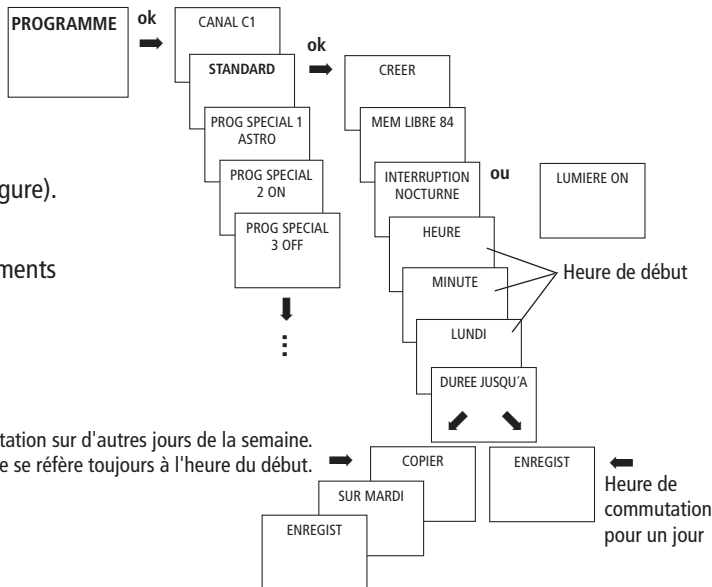 PROGRAMME
ok
CANAL C1
STANDARD
PROG SPECIAL 1
ASTRO
PROG SPECIAL
2 ON
PROG SPECIAL
3 OFF
ok
CREER
MEM LIBRE 84
INTERRUPTION
NOCTURNE
ou
LUMIERE ON
HEURE
MINUTE
LUNDI
Heure de début
DUREE JUSQU´A
gure).
ments
tation sur d'autres jours de la semaine.
e se réfère toujours à l'heure du début.
COPIER
SUR MARDI
ENREGIST
ENREGIST
Heure de
commutation
pour un jour